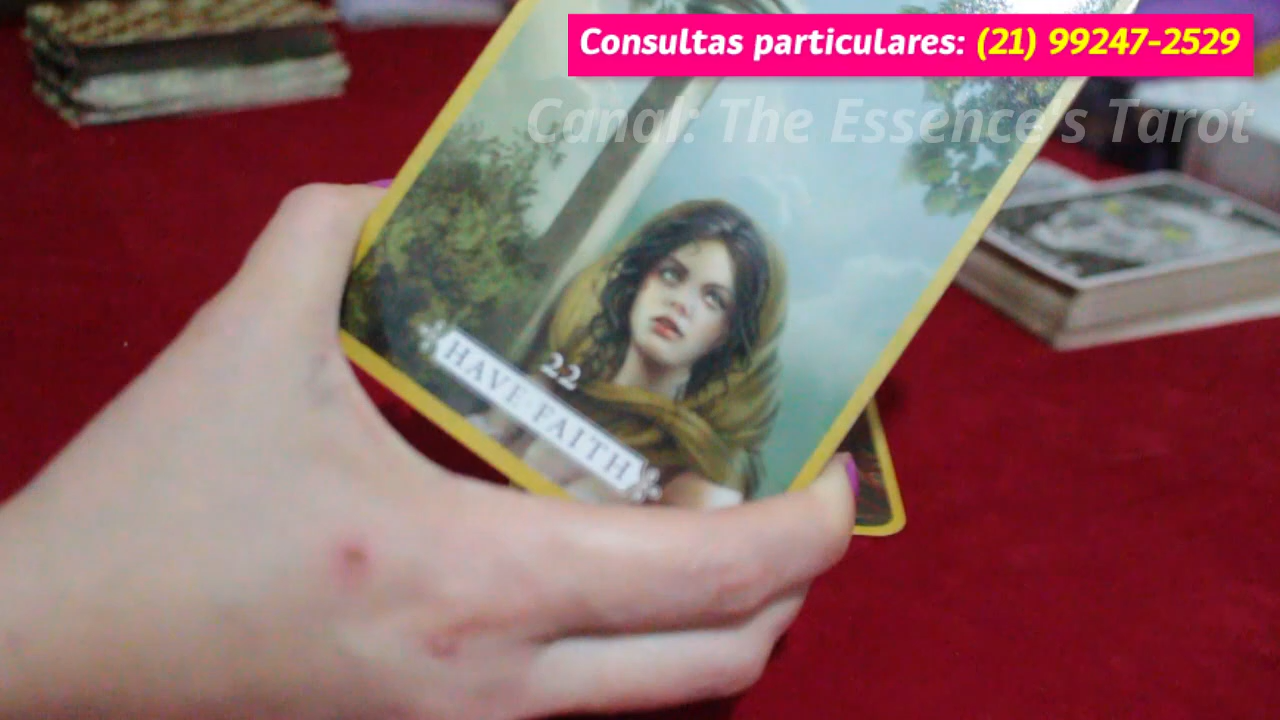 Consultas particulares: (21) 99247-2529
Canal: The Essence's Tarot
22
HAVE FAITH